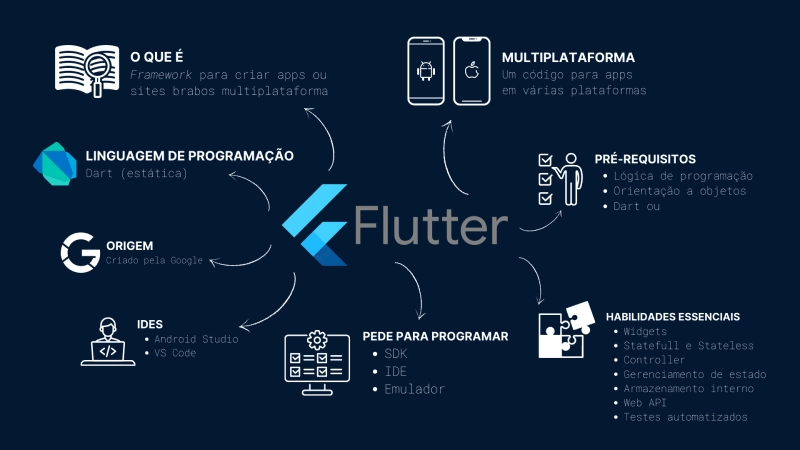 O QUE É
Framework para criar apps ou
sites brabos multiplataforma
MULTIPLATAFORMA
Um código para apps
em várias plataformas
LINGUAGEM DE PROGRAMAÇÃO
Dart (estática)
PRÉ-REQUISITOS
• Lógica de programação
• Orientação a objetos
• Dart ou
Flutter
ORIGEM
Criado pela Google
IDES
• Android Studio
• VS Code
</>
PEDE PARA PROGRAMAR
• SDK
• IDE
• Emulador
HABILIDADES ESSENCIAIS
• Widgets
• Statefull e Stateless
• Controller
• Gerenciamento de estado
• Armazenamento interno
• Web API
• Testes automatizados